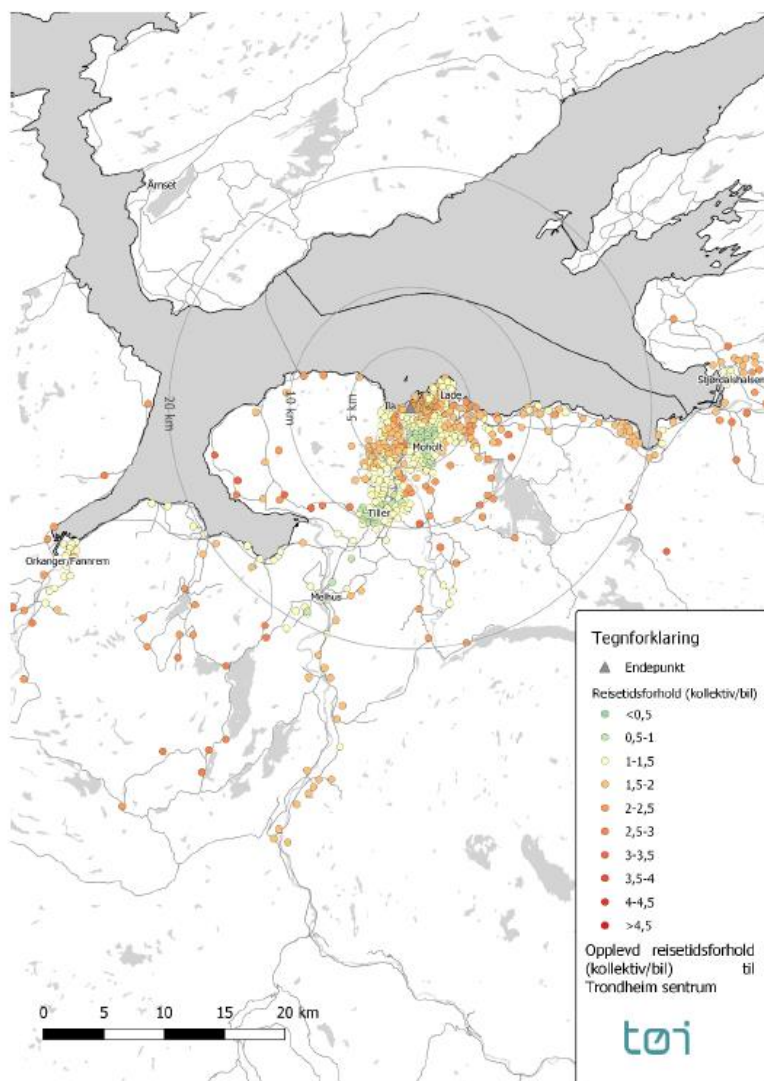 Årnset
20 km
10 km
5 km
Ila
Lade
Moholt
Tiller
Stjørdalshalsen
Orkanger/Fannrem
Melhus
Tegnforklaring
Endepunkt
Reisetidsforhold (kollektiv/bil)
<0,5
0,5-1
1-1,5
1,5-2
2-2,5
2,5-3
3-3,5
3,5-4
4-4,5
>4,5
Opplevd reisetidsforhold
(kollektiv/bil) til
Trondheim sentrum
0 5 10 15 20 km
tøi